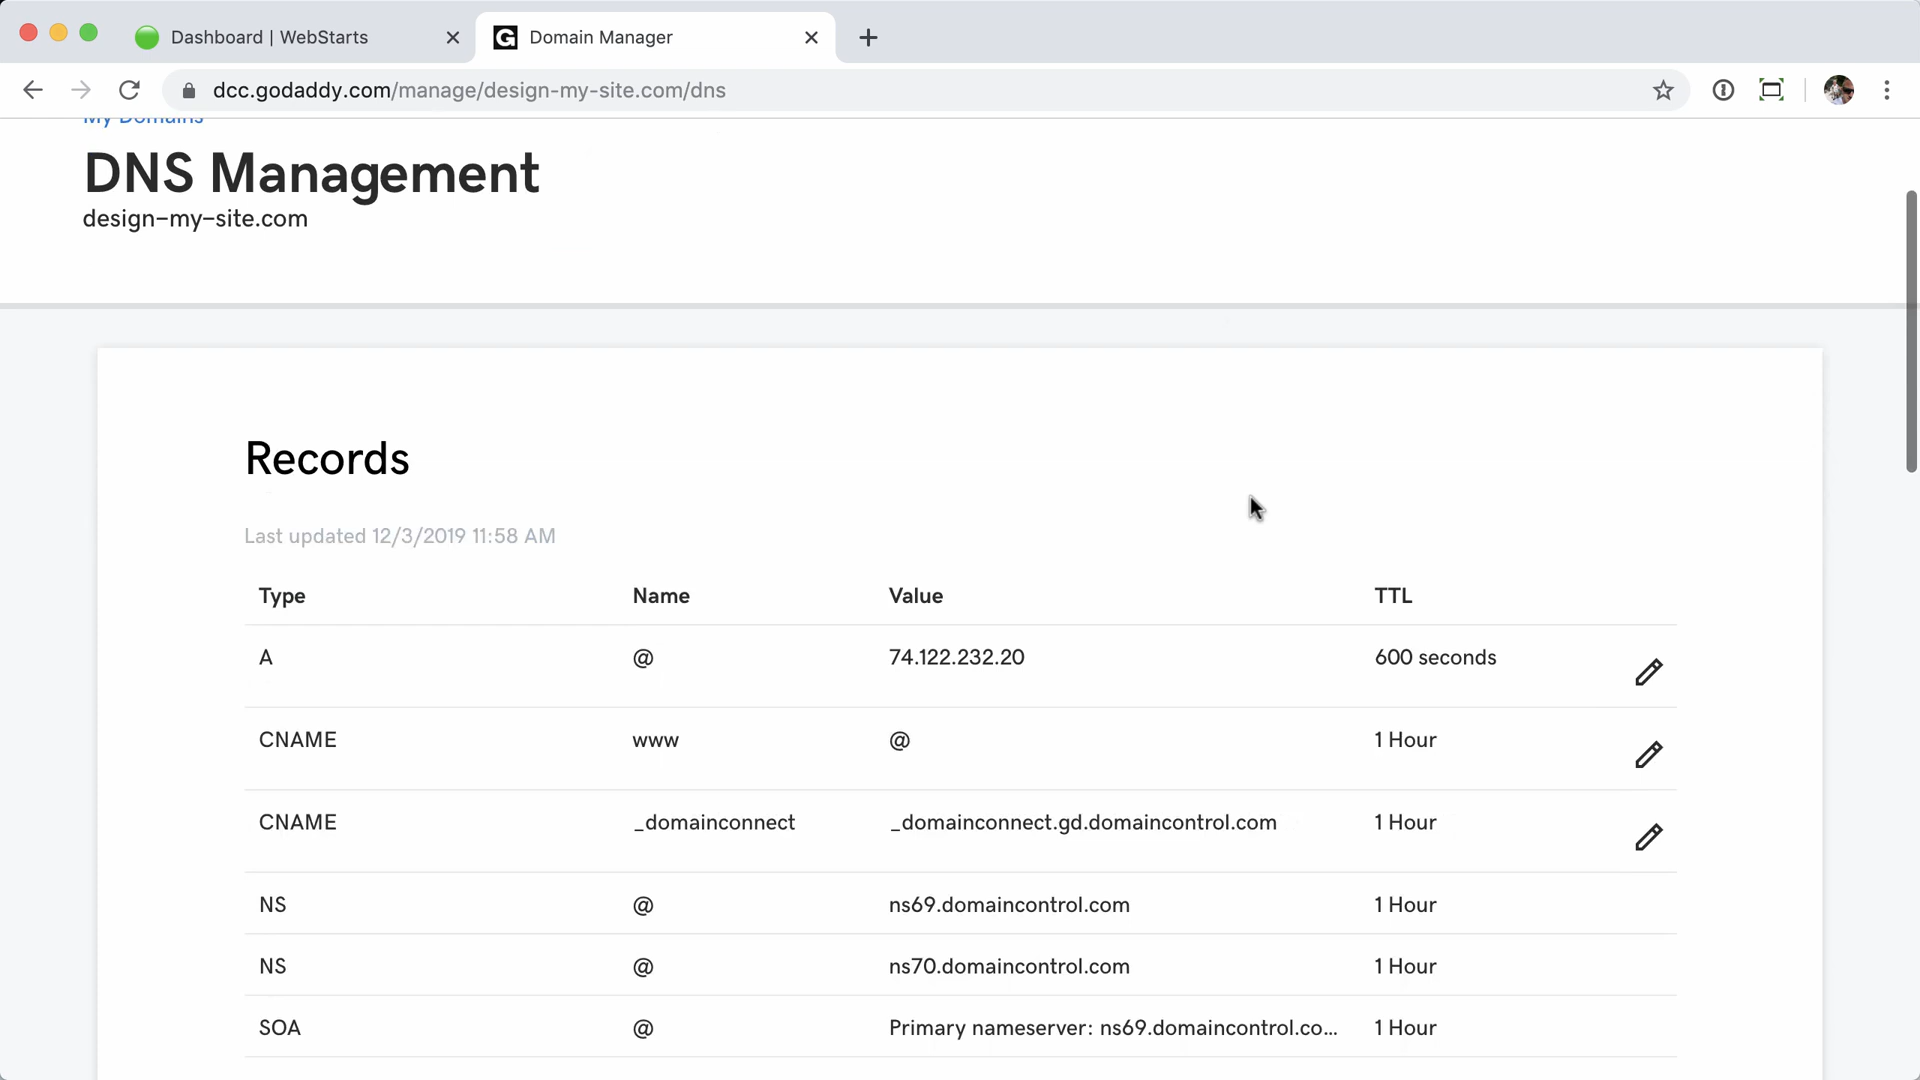 Dashboard | WebStarts
Domain Manager
dcc.godaddy.com/manage/design-my-site.com/dns
My Domains
DNS Management
design-my-site.com
Records
Last updated 12/3/2019 11:58 AM
Type Name Value TTL
A @ 74.122.232.20 600 seconds
CNAME www @ 1 Hour
CNAME _domainconnect _domainconnect.gd.domaincontrol.com 1 Hour
NS @ ns69.domaincontrol.com 1 Hour
NS @ ns70.domaincontrol.com 1 Hour
SOA @ Primary nameserver: ns69.domaincontrol.co... 1 Hour